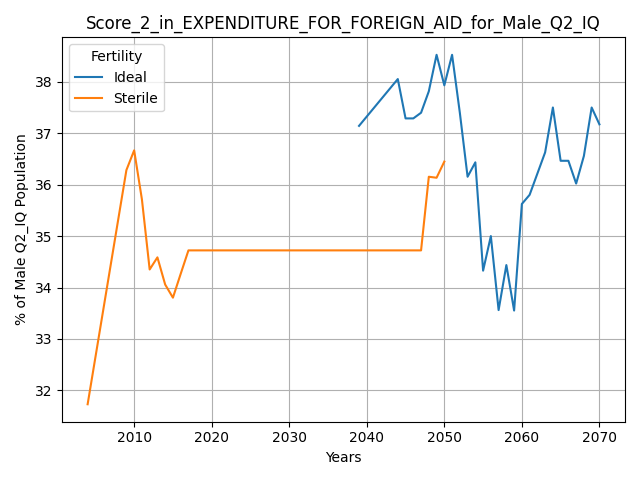 Score_2_in_EXPENDITURE_FOR_FOREIGN_AID_for_Male_Q2_IQ
Fertility
Ideal
Sterile
% of Male Q2_IQ Population
38
37
36
35
34
33
32
2010
2020
2030
2040
2050
2060
2070
Years